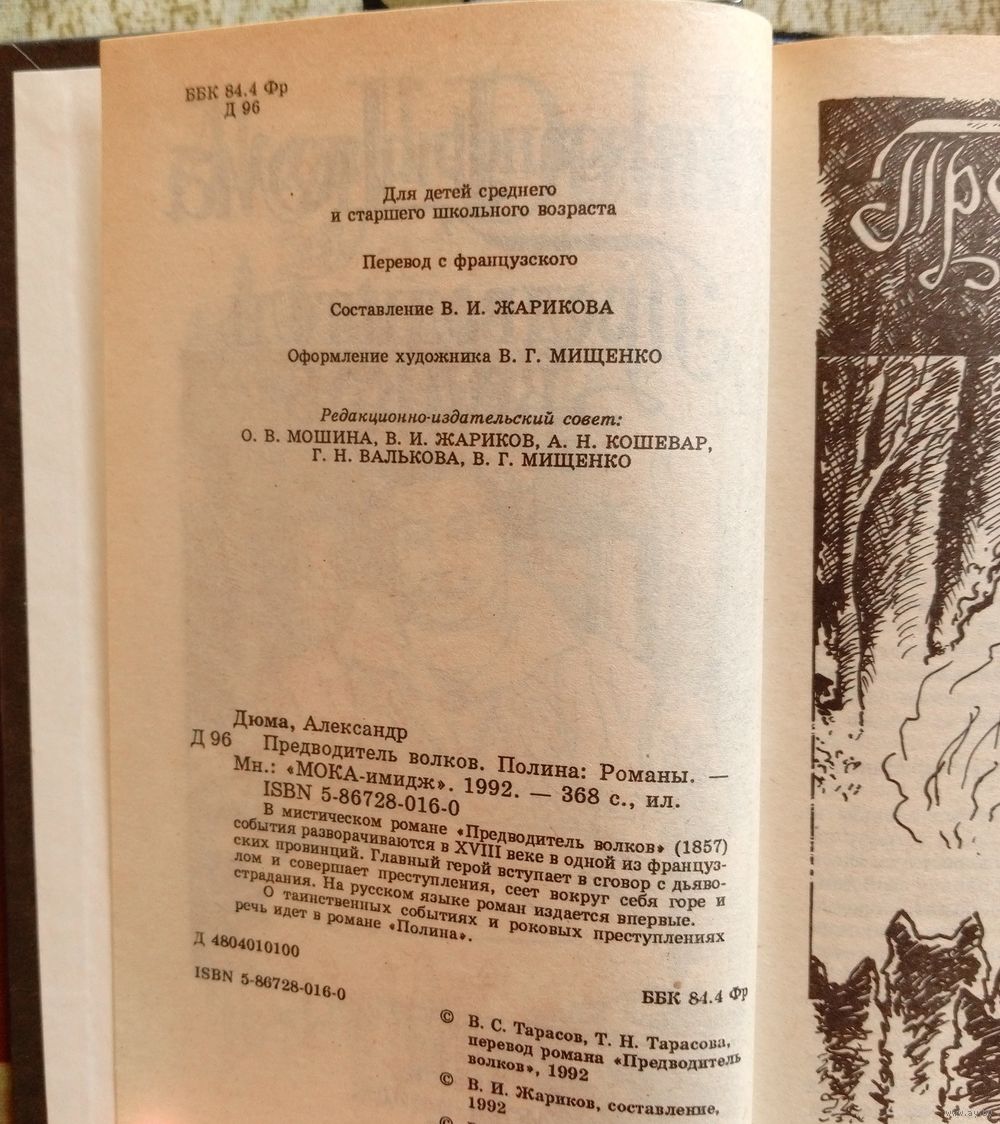 ББК 84.4 Фр
Д 96
Для детей среднего
и старшего школьного возраста
Перевод с французского
Составление В. И. ЖАРИКОВА
Оформление художника В. Г. МИЩЕНКО
Редакционно-издательский совет:
О. В. МОШИНА, В. И. ЖАРИКОВ, А. Н. КОШЕВАР,
Г. Н. ВАЛЬКОВА, В. Г. МИЩЕНКО
Дюма, Александр
Д 96 Предводитель волков. Полина: Романы. —
Мн.: «МОКА-имидж». 1992. — 368 с., ил.
ISBN 5-86728-016-0
В мистическом романе «Предводитель волков» (1857)
события разворачиваются в XVIII веке в одной из француз-
ских провинций. Главный герой вступает в сговор с дьяво-
лом и совершает преступления, сеет вокруг себя горе и
страдания. На русском языке роман издается впервые.
О таинственных событиях и роковых преступлениях
речь идет в романе «Полина».
Д 4804010100
ISBN 5-86728-016-0
ББК 84.4 Фр
© В. С. Тарасов, Т. Н. Тарасова,
перевод романа «Предводитель
волков», 1992
© В. И. Жариков, составление,
1992
©
Пре